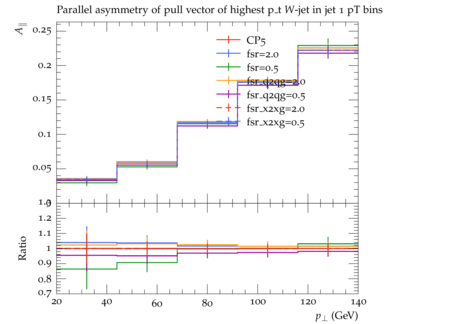 Parallel asymmetry of pull vector of highest p_t W-jet in jet 1 pT bins
A∥
0.25
0.2
0.15
0.1
0.05
CP5
fsr=2.0
fsr=0.5
fsr_q2qg=2.0
fsr_q2qg=0.5
fsr_x2xg=2.0
fsr_x2xg=0.5
Ratio
1.2
1.1
1
0.9
0.8
0.7
20 40 60 80 100 120 140
p⊥ (GeV)